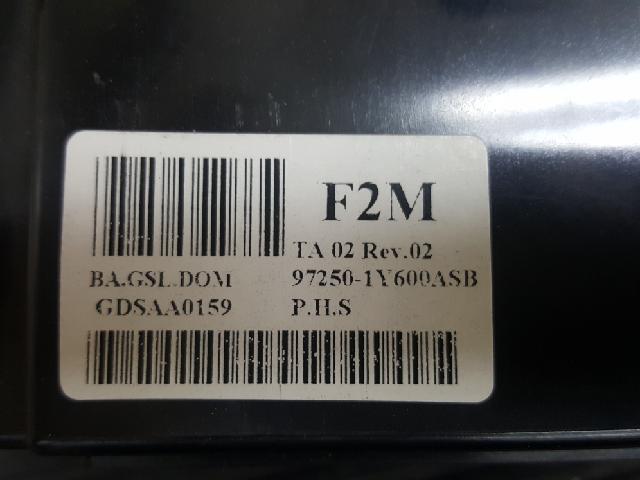 F2M
TA 02 Rev.02
BA.GSL.DOM 97250-1Y600ASB
GDSAA0159 P.H.S